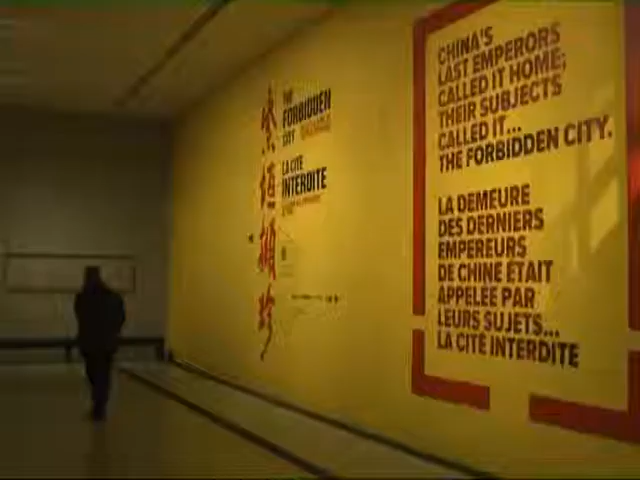 THE
FORBIDDEN
CITY
LA CITÉ
INTERDITE
CHINA'S
LAST EMPERORS
CALLED IT HOME;
THEIR SUBJECTS
CALLED IT...
THE FORBIDDEN CITY.
LA DEMEURE
DES DERNIERS
EMPEREURS
DE CHINE ÉTAIT
APPELÉE PAR
LEURS SUJETS...
LA CITÉ INTERDITE